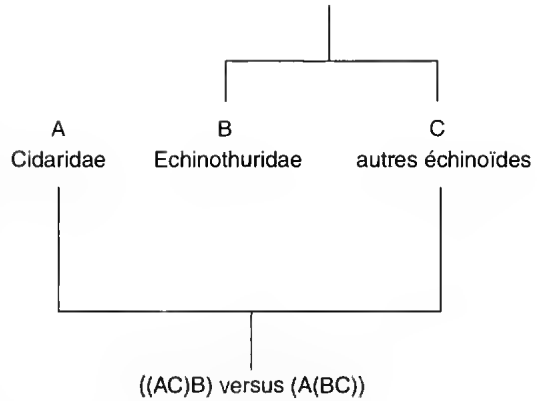 A B C
Cidaridae Echinothuridae autres échinoïdes
((AC)B) versus (A(BC))